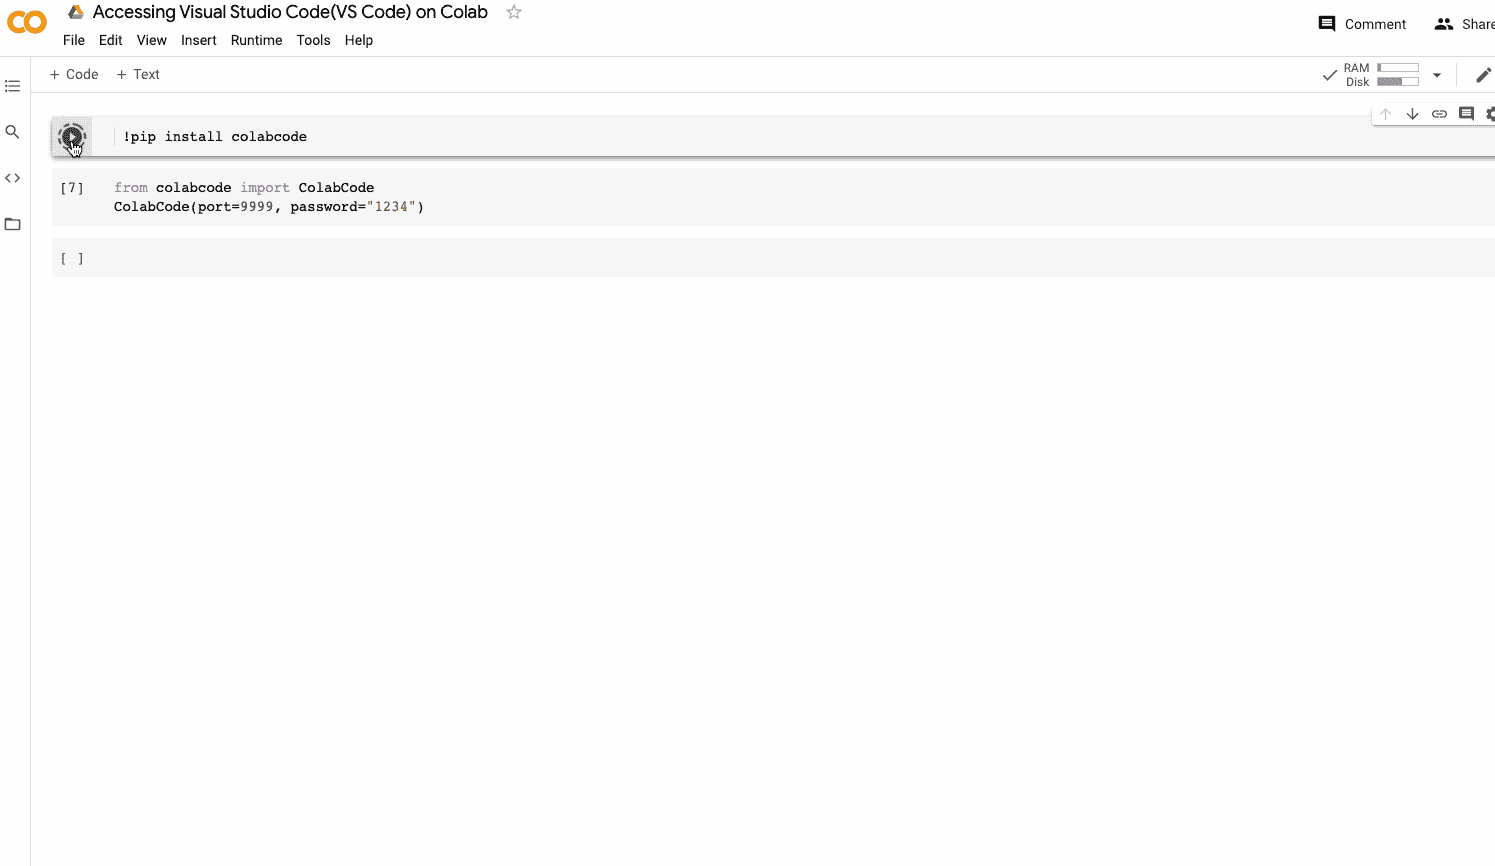 Accessing Visual Studio Code(VS Code) on Colab
Comment
Share
File Edit View Insert Runtime Tools Help
+ Code + Text
RAM
Disk
!pip install colabcode
[7] from colabcode import ColabCode
ColabCode(port=9999, password="1234")
[ ]